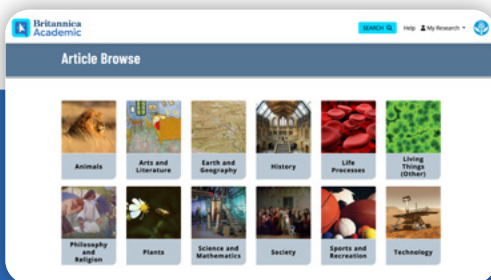 Britannica
Academic
SEARCH
Help
My Research
Article Browse
Animals
Arts and
Literature
Earth and
Geography
History
Life
Processes
Living
Things
(Other)
Philosophy
and
Religion
Plants
Science and
Mathematics
Society
Sports and
Recreation
Technology